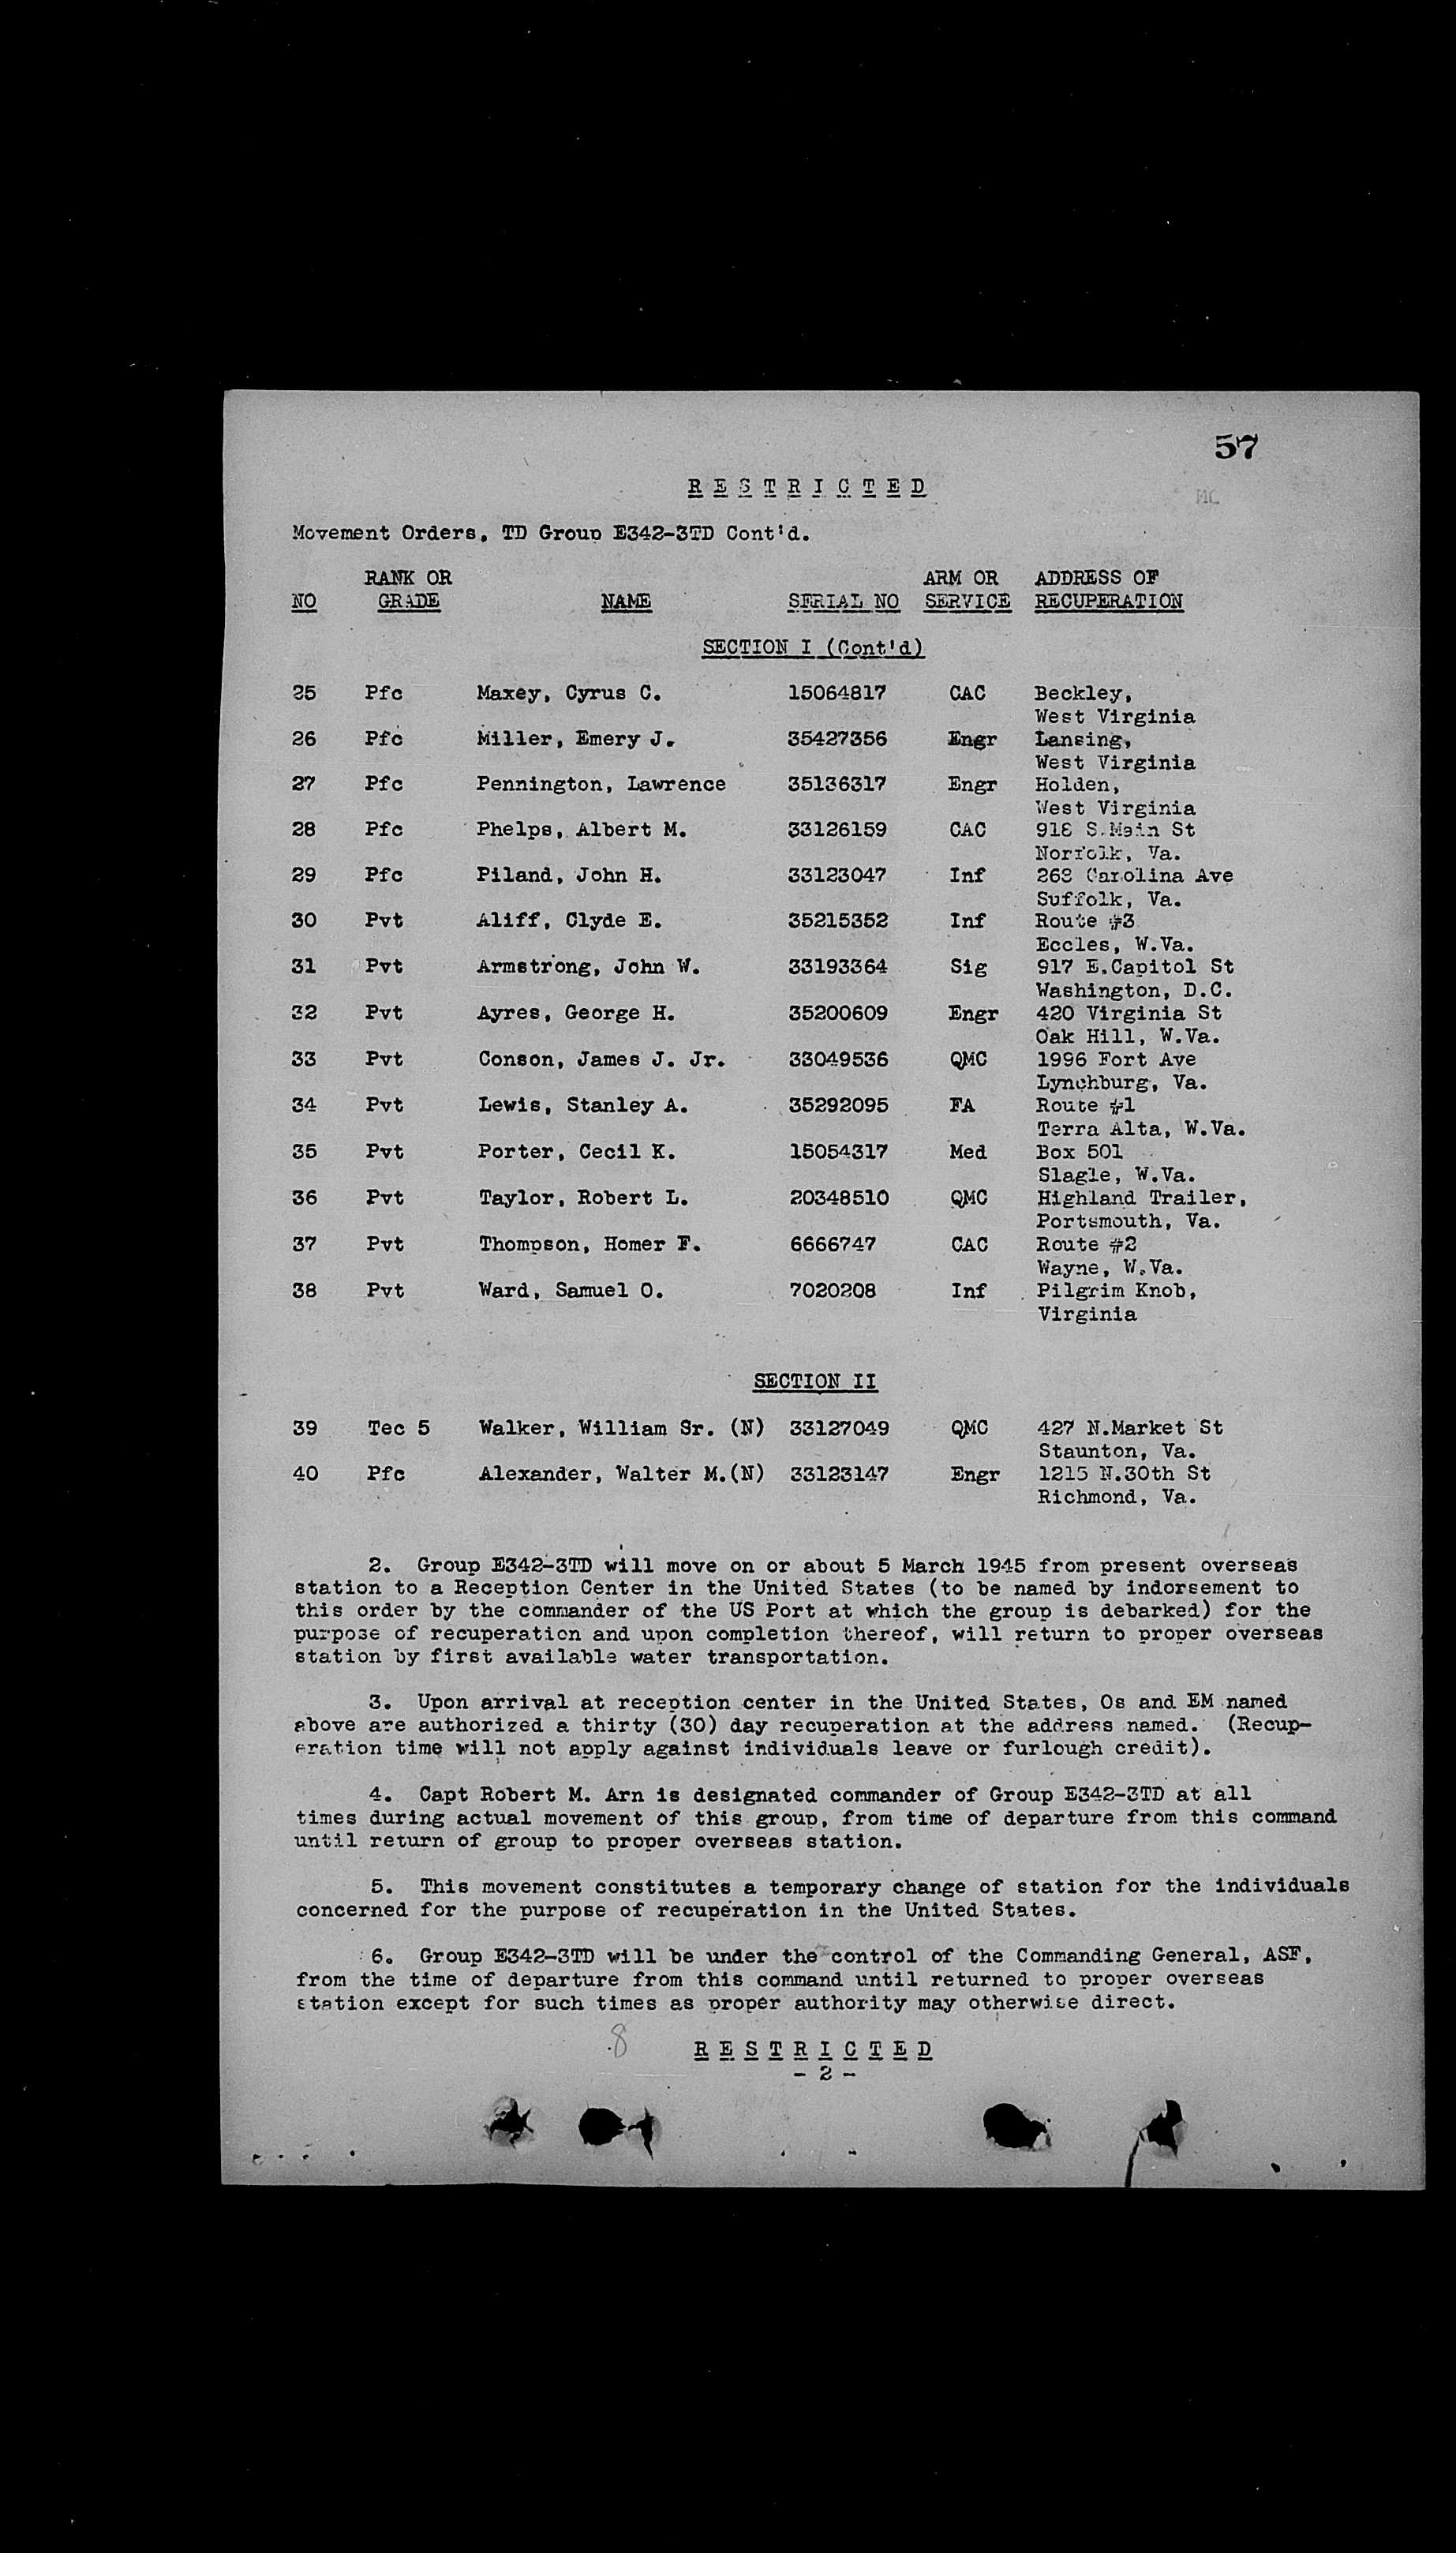 57
RESTRICTED
MC
Movement Orders, TD Group E342-3TD Cont'd.
RANK OR ARM OR ADDRESS OF
NO GRADE NAME SERIAL NO SERVICE RECUPERATION
SECTION I (Cont'd)
25 Pfc Maxey, Cyrus C. 15064817 CAC Beckley,
West Virginia
26 Pfc Miller, Emery J. 35427356 Engr Lansing,
West Virginia
27 Pfc Pennington, Lawrence 35136317 Engr Holden,
West Virginia
28 Pfc Phelps, Albert M. 33126159 CAC 918 S.Main St
Norfolk, Va.
29 Pfc Piland, John H. 33123047 Inf 263 Carolina Ave
Suffolk, Va.
30 Pvt Aliff, Clyde E. 35215352 Inf Route #3
Eccles, W.Va.
31 Pvt Armstrong, John W. 33193364 Sig 917 E.Capitol St
Washington, D.C.
32 Pvt Ayres, George H. 35200609 Engr 420 Virginia St
Oak Hill, W.Va.
33 Pvt Conson, James J. Jr. 33049536 QMC 1996 Fort Ave
Lynchburg, Va.
34 Pvt Lewis, Stanley A. 35292095 FA Route #1
Terra Alta, W.Va.
35 Pvt Porter, Cecil K. 15054317 Med Box 501
Slagle, W.Va.
36 Pvt Taylor, Robert L. 20348510 QMC Highland Trailer,
Portsmouth, Va.
37 Pvt Thompson, Homer F. 6666747 CAC Route #2
Wayne, W.Va.
38 Pvt Ward, Samuel O. 7020208 Inf Pilgrim Knob,
Virginia
SECTION II
39 Tec 5 Walker, William Sr. (N) 33127049 QMC 427 N.Market St
Staunton, Va.
40 Pfc Alexander, Walter M.(N) 33123147 Engr 1215 N.30th St
Richmond, Va.
2. Group E342-3TD will move on or about 5 March 1945 from present overseas
station to a Reception Center in the United States (to be named by indorsement to
this order by the commander of the US Port at which the group is debarked) for the
purpose of recuperation and upon completion thereof, will return to proper overseas
station by first available water transportation.
3. Upon arrival at reception center in the United States, Os and EM named
above are authorized a thirty (30) day recuperation at the address named. (Recup-
eration time will not apply against individuals leave or furlough credit).
4. Capt Robert M. Arn is designated commander of Group E342-3TD at all
times during actual movement of this group, from time of departure from this command
until return of group to proper overseas station.
5. This movement constitutes a temporary change of station for the individuals
concerned for the purpose of recuperation in the United States.
6. Group E342-3TD will be under the control of the Commanding General, ASF,
from the time of departure from this command until returned to proper overseas
station except for such times as proper authority may otherwise direct.
8
RESTRICTED
- 2 -